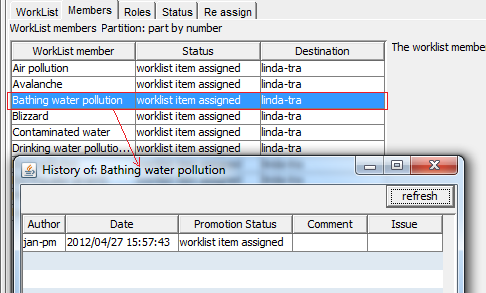 WorkList Members Roles Status Re assign
WorkList members Partition: part by number
WorkList member Status Destination
The worklist membe
Air pollution worklist item assigned linda-tra
Avalanche worklist item assigned linda-tra
Bathing water pollution worklist item assigned linda-tra
Blizzard worklist item assigned linda-tra
Contaminated water worklist item assigned linda-tra
Drinking water pollutio... worklist item assigned linda-tra
History of: Bathing water pollution
refresh
Author Date Promotion Status Comment Issue
jan-pm 2012/04/27 15:57:43 worklist item assigned